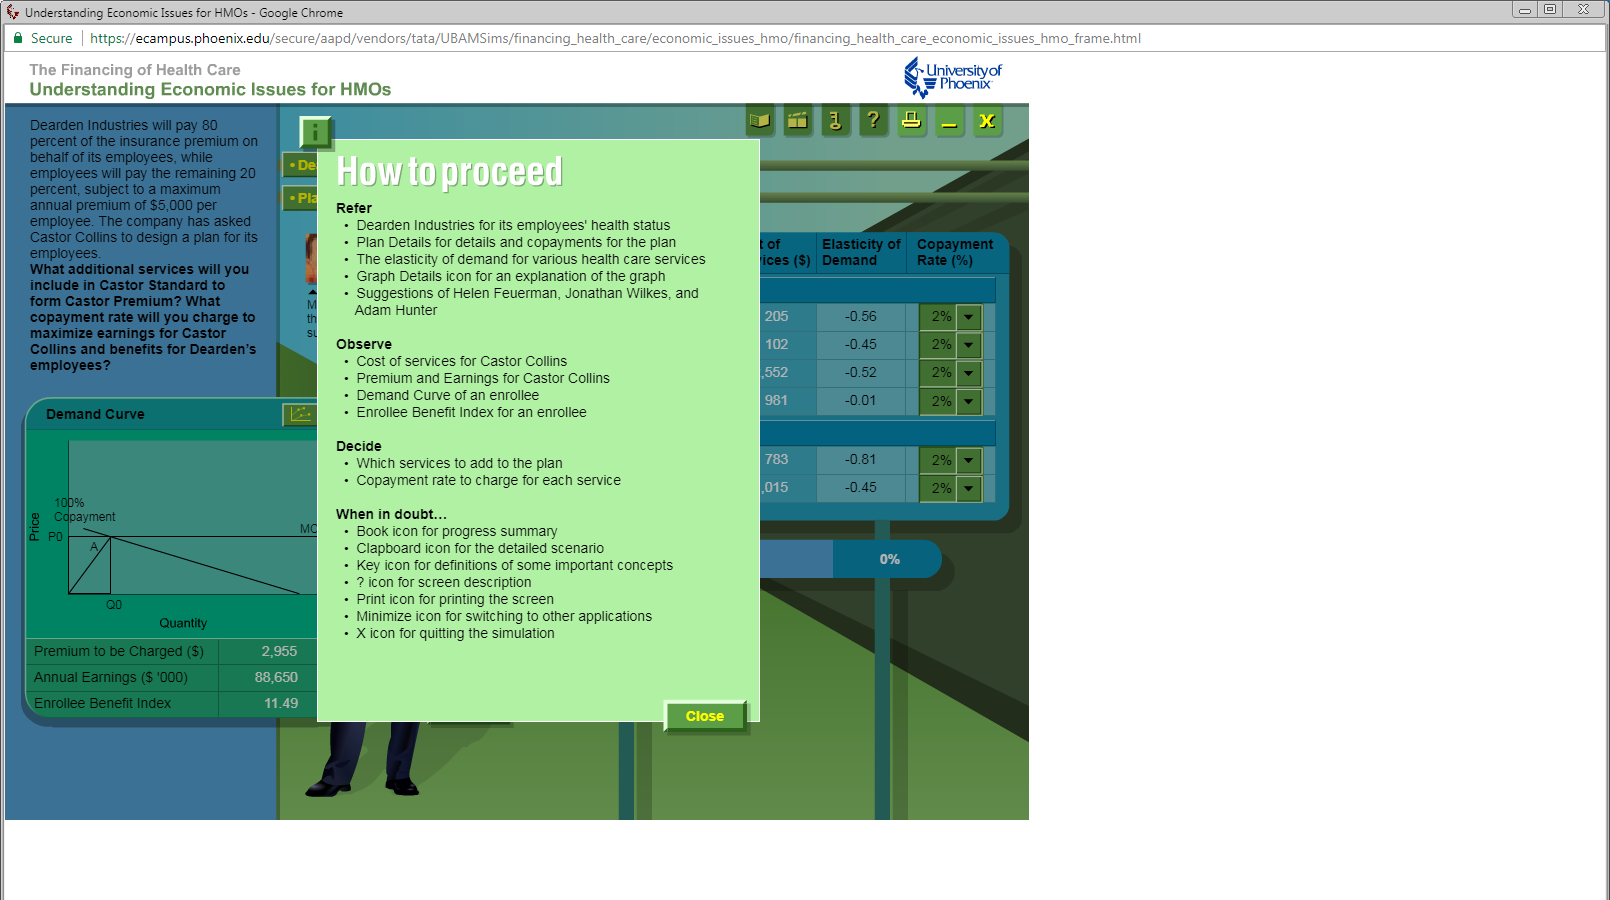 Understanding Economic Issues for HMOs - Google Chrome
Secure
https://ecampus.phoenix.edu/secure/aapd/vendors/tata/UBAMSims/financing_health_care/economic_issues_hmo/financing_health_care_economic_issues_hmo_frame.html
The Financing of Health Care
Understanding Economic Issues for HMOs
University of
Phoenix
Dearden Industries will pay 80
percent of the insurance premium on
behalf of its employees, while
employees will pay the remaining 20
percent, subject to a maximum
annual premium of $5,000 per
employee. The company has asked
Castor Collins to design a plan for its
employees.
What additional services will you
include in Castor Standard to
form Castor Premium? What
copayment rate will you charge to
maximize earnings for Castor
Collins and benefits for Dearden's
employees?
Demand Curve
Price
100%
Copayment
P0
A
MC
Q0
Quantity
Premium to be Charged ($) 2,955
Annual Earnings ($ '000) 88,650
Enrollee Benefit Index 11.49
i
• De
• Pla
M
th
su
How to proceed
Refer
• Dearden Industries for its employees' health status
• Plan Details for details and copayments for the plan
• The elasticity of demand for various health care services
• Graph Details icon for an explanation of the graph
• Suggestions of Helen Feuerman, Jonathan Wilkes, and
Adam Hunter
Observe
• Cost of services for Castor Collins
• Premium and Earnings for Castor Collins
• Demand Curve of an enrollee
• Enrollee Benefit Index for an enrollee
Decide
• Which services to add to the plan
• Copayment rate to charge for each service
When in doubt...
• Book icon for progress summary
• Clapboard icon for the detailed scenario
• Key icon for definitions of some important concepts
• ? icon for screen description
• Print icon for printing the screen
• Minimize icon for switching to other applications
• X icon for quitting the simulation
Close
? X
t of
ices ($)
Elasticity of
Demand
Copayment
Rate (%)
205 -0.56 2%
102 -0.45 2%
,552 -0.52 2%
981 -0.01 2%
783 -0.81 2%
,015 -0.45 2%
0%